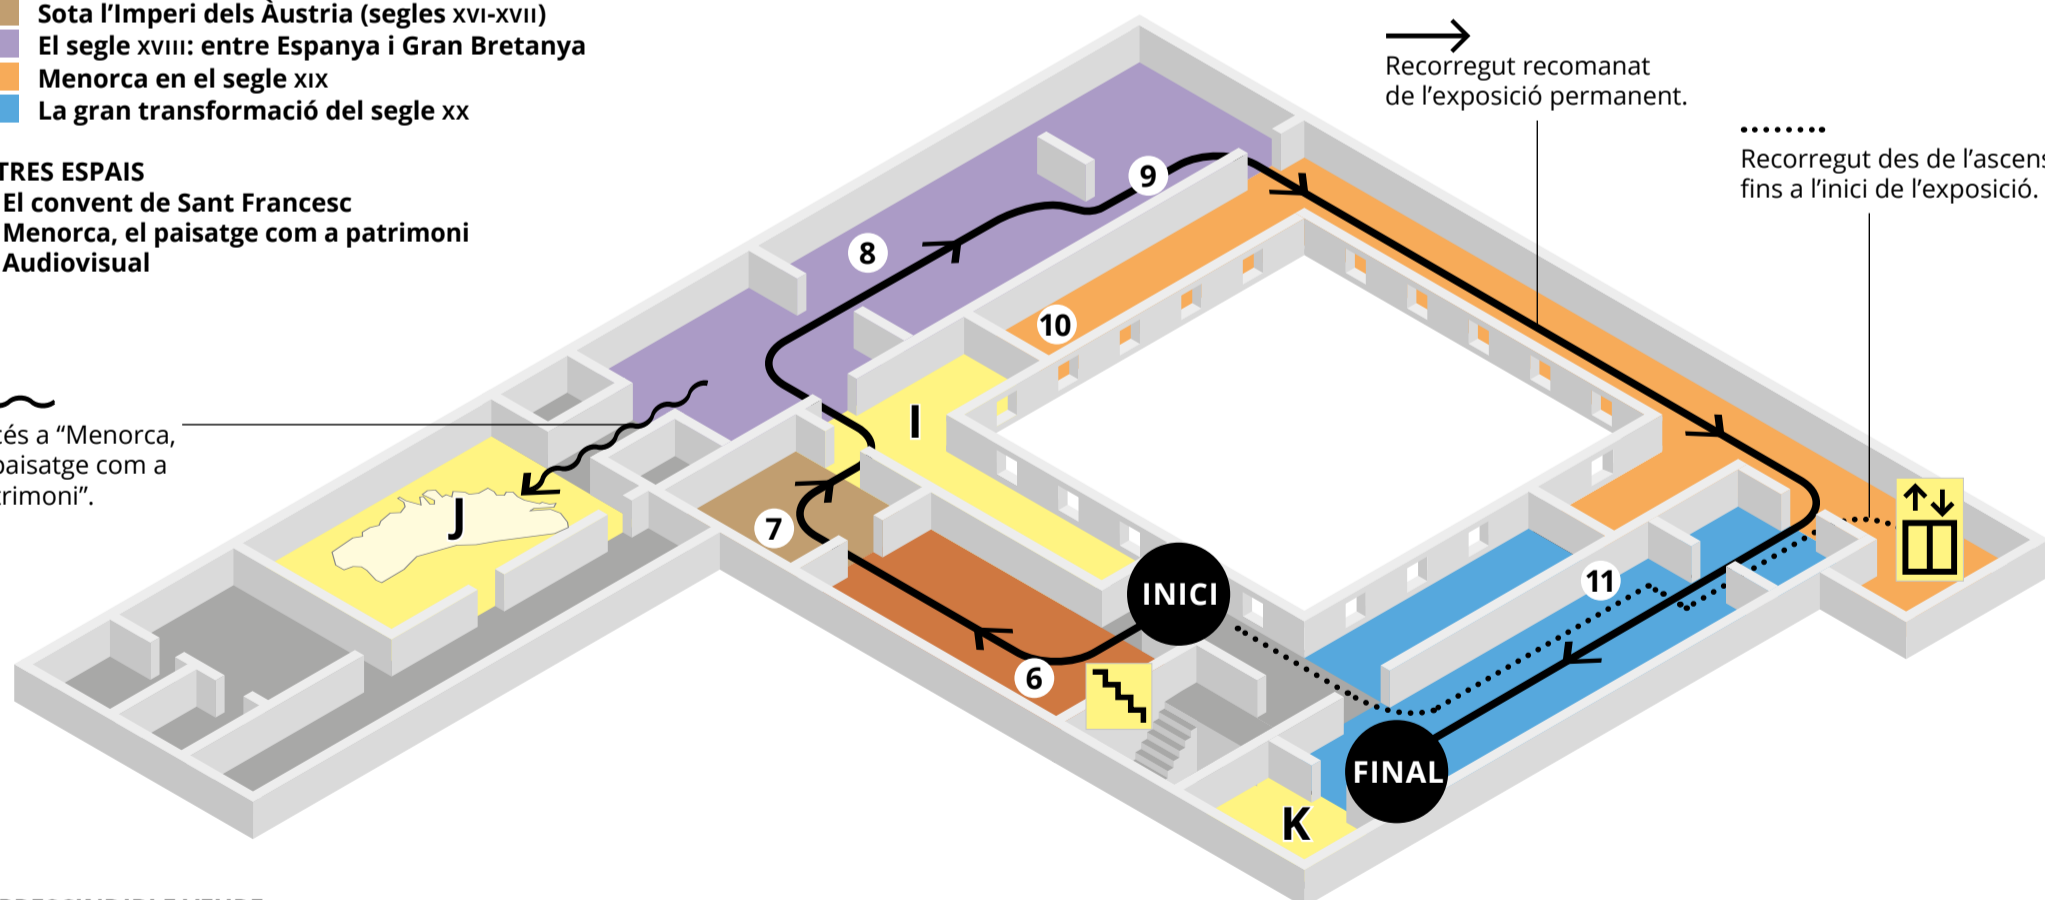 Sota l’Imperi dels Àustria (segles XVI-XVII)
El segle XVIII: entre Espanya i Gran Bretanya
Menorca en el segle XIX
La gran transformació del segle XX
TRES ESPAIS
El convent de Sant Francesc
Menorca, el paisatge com a patrimoni
Audiovisual
Recorregut recomanat
de l’exposició permanent.
Recorregut des de l’ascens
fins a l’inici de l’exposició.
cés a “Menorca,
paisatge com a
rimoni”.
9
8
10
I
J
7
11
INICI
6
FINAL
K